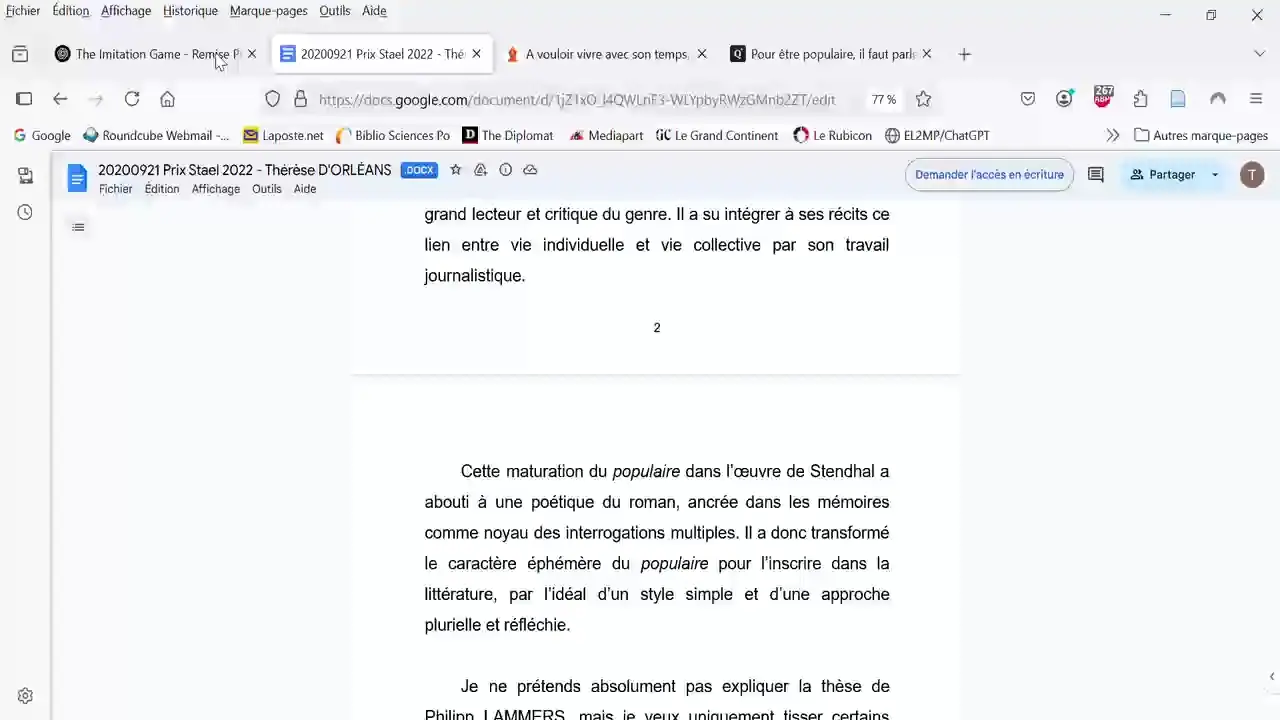 Fichier Édition Affichage Historique Marque-pages Outils Aide
The Imitation Game - Remise P
20200921 Prix Stael 2022 - Thé
A vouloir vivre avec son temps,
Pour être populaire, il faut parle
https://docs.google.com/document/d/1jZ1xO_l4QWLnF3-WLYpbyRWzGMnb2ZT/edit
77 %
267
ABP
Google
Roundcube Webmail -...
Laposte.net
Biblio Sciences Po
The Diplomat
Mediapart
Le Grand Continent
Le Rubicon
EL2MP/ChatGPT
Autres marque-pages
20200921 Prix Stael 2022 - Thérèse D'ORLÉANS .DOCX
Fichier Édition Affichage Outils Aide
Demander l'accès en écriture
Partager
T
grand lecteur et critique du genre. Il a su intégrer à ses récits ce
lien entre vie individuelle et vie collective par son travail
journalistique.
2
Cette maturation du populaire dans l'œuvre de Stendhal a
abouti à une poétique du roman, ancrée dans les mémoires
comme noyau des interrogations multiples. Il a donc transformé
le caractère éphémère du populaire pour l'inscrire dans la
littérature, par l'idéal d'un style simple et d'une approche
plurielle et réfléchie.
Je ne prétends absolument pas expliquer la thèse de
Philipp LAMMERS, mais je veux uniquement tisser certains